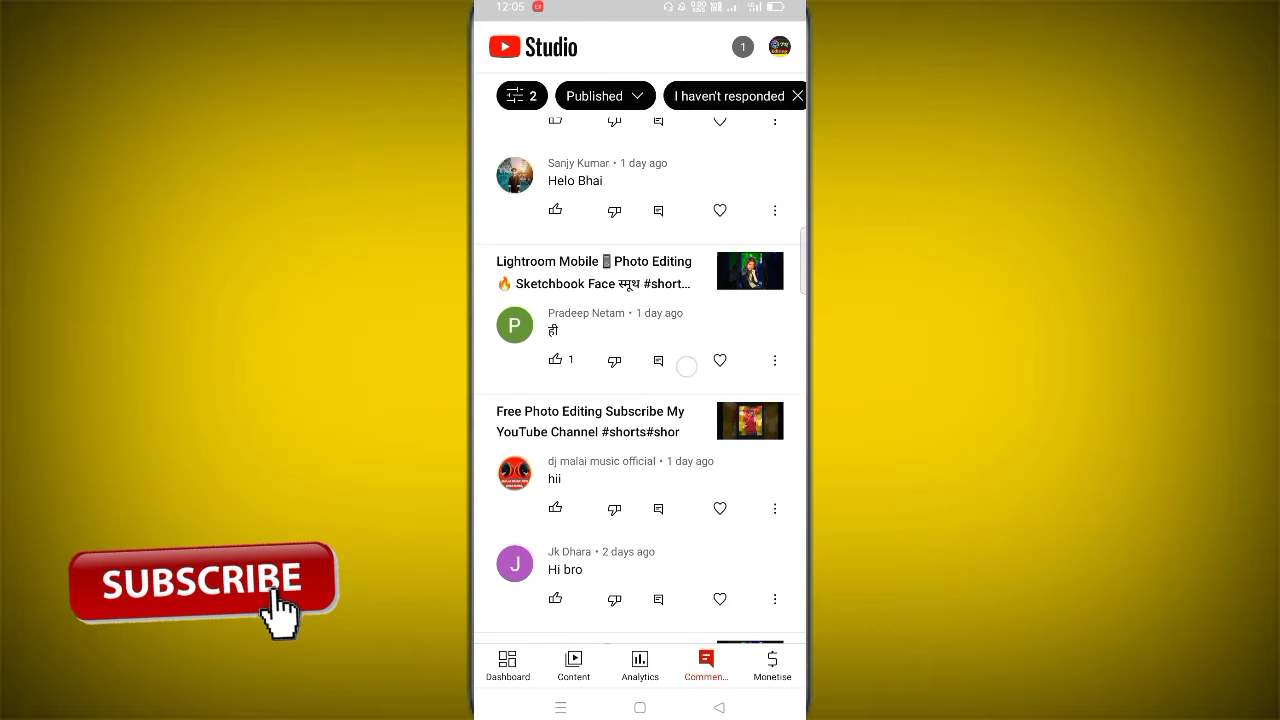 12:05
Studio
1
2
Published
I haven't responded
Sanjy Kumar • 1 day ago
Helo Bhai
Lightroom Mobile📱Photo Editing
🔥 Sketchbook Face स्मूथ #short...
Pradeep Netam • 1 day ago
ही
1
Free Photo Editing Subscribe My
YouTube Channel #shorts#shor
dj malai music official • 1 day ago
hii
Jk Dhara • 2 days ago
Hi bro
SUBSCRIBE
Dashboard
Content
Analytics
Commen...
Monetise